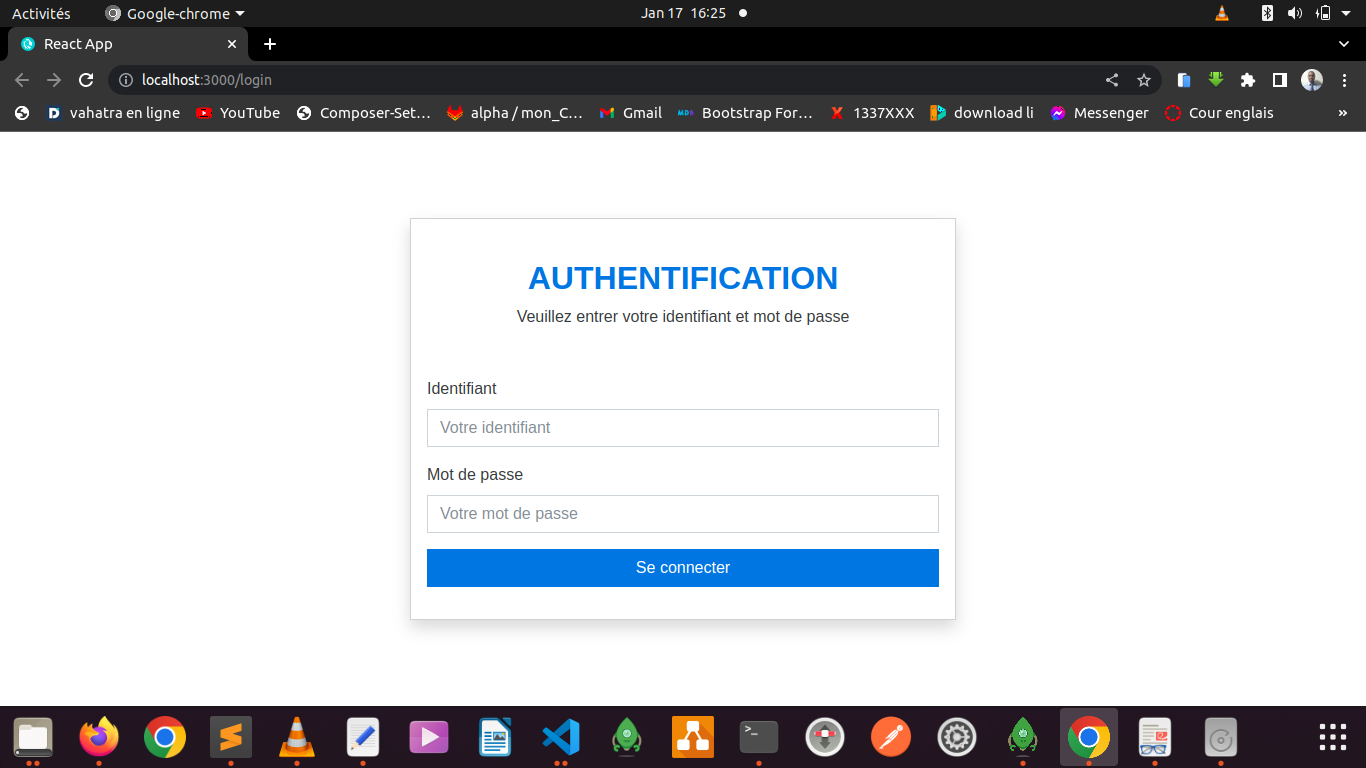 Activités Google-chrome Jan 17 16:25
React App
localhost:3000/login
vahatra en ligne YouTube Composer-Set… alpha / mon_C… Gmail MDB Bootstrap For… 1337XXX download li Messenger Cour englais »
AUTHENTIFICATION
Veuillez entrer votre identifiant et mot de passe
Identifiant
Votre identifiant
Mot de passe
Votre mot de passe
Se connecter